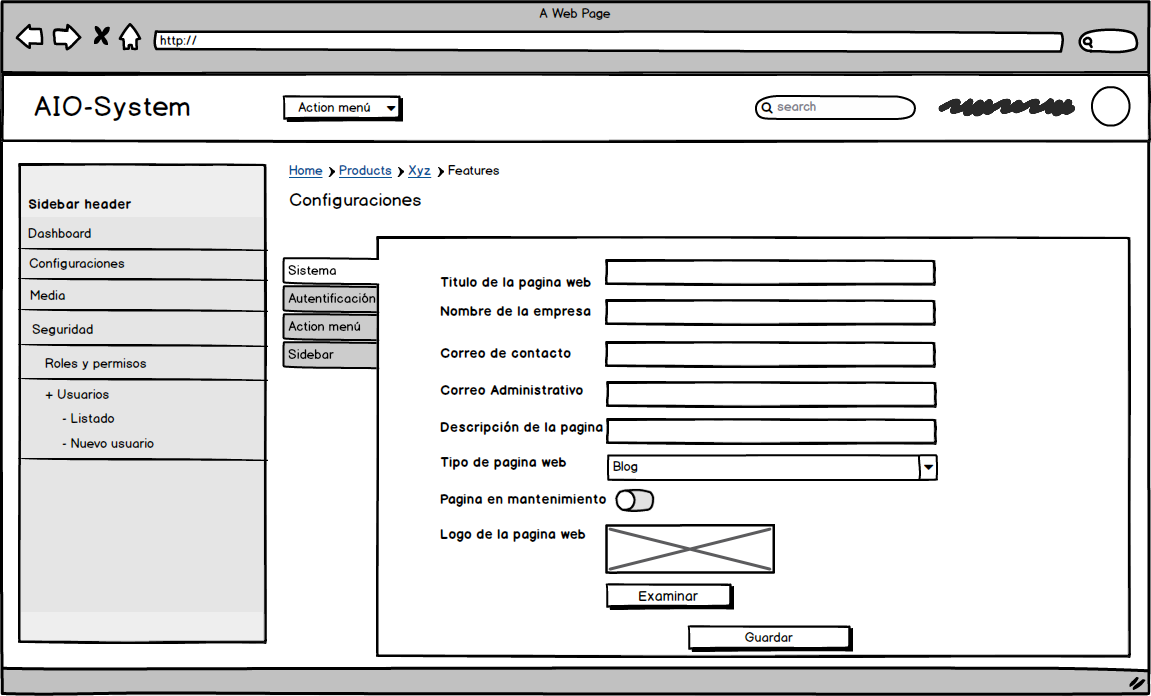 A Web Page
http://
AIO-System
Action menú
search
Home Products Xyz Features
Configuraciones
Sidebar header
Dashboard
Configuraciones
Media
Seguridad
Roles y permisos
+ Usuarios
- Listado
- Nuevo usuario
Sistema
Autentificación
Action menú
Sidebar
Titulo de la pagina web
Nombre de la empresa
Correo de contacto
Correo Administrativo
Descripción de la pagina
Tipo de pagina web
Blog
Pagina en mantenimiento
Logo de la pagina web
Examinar
Guardar